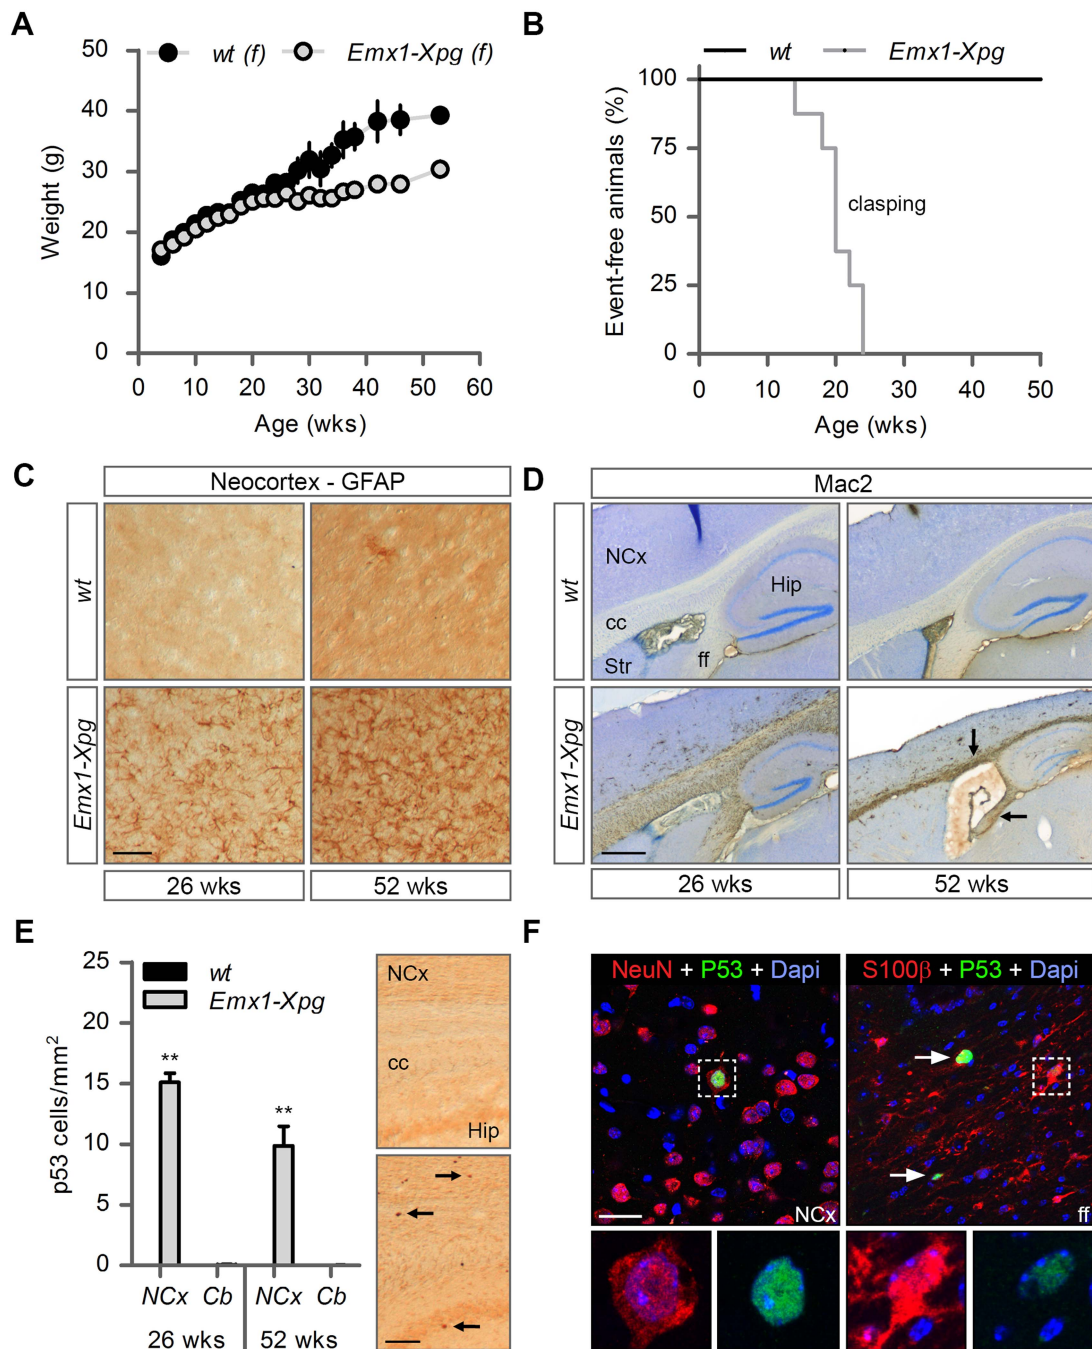 A
50
wt (f)
Emx1-Xpg (f)
40
30
20
10
0
Weight (g)
0 10 20 30 40 50 60
Age (wks)
B
wt
Emx1-Xpg
100
75
50
25
0
Event-free animals (%)
clasping
0 10 20 30 40 50
Age (wks)
C
Neocortex - GFAP
wt
Emx1-Xpg
26 wks
52 wks
D
Mac2
wt
NCx
Hip
cc
Str
ff
Emx1-Xpg
26 wks
52 wks
E
25
20
15
10
5
0
p53 cells/mm²
wt
Emx1-Xpg
**
**
NCx Cb NCx Cb
26 wks 52 wks
NCx
cc
Hip
F
NeuN + P53 + Dapi
NCx
S100β + P53 + Dapi
ff